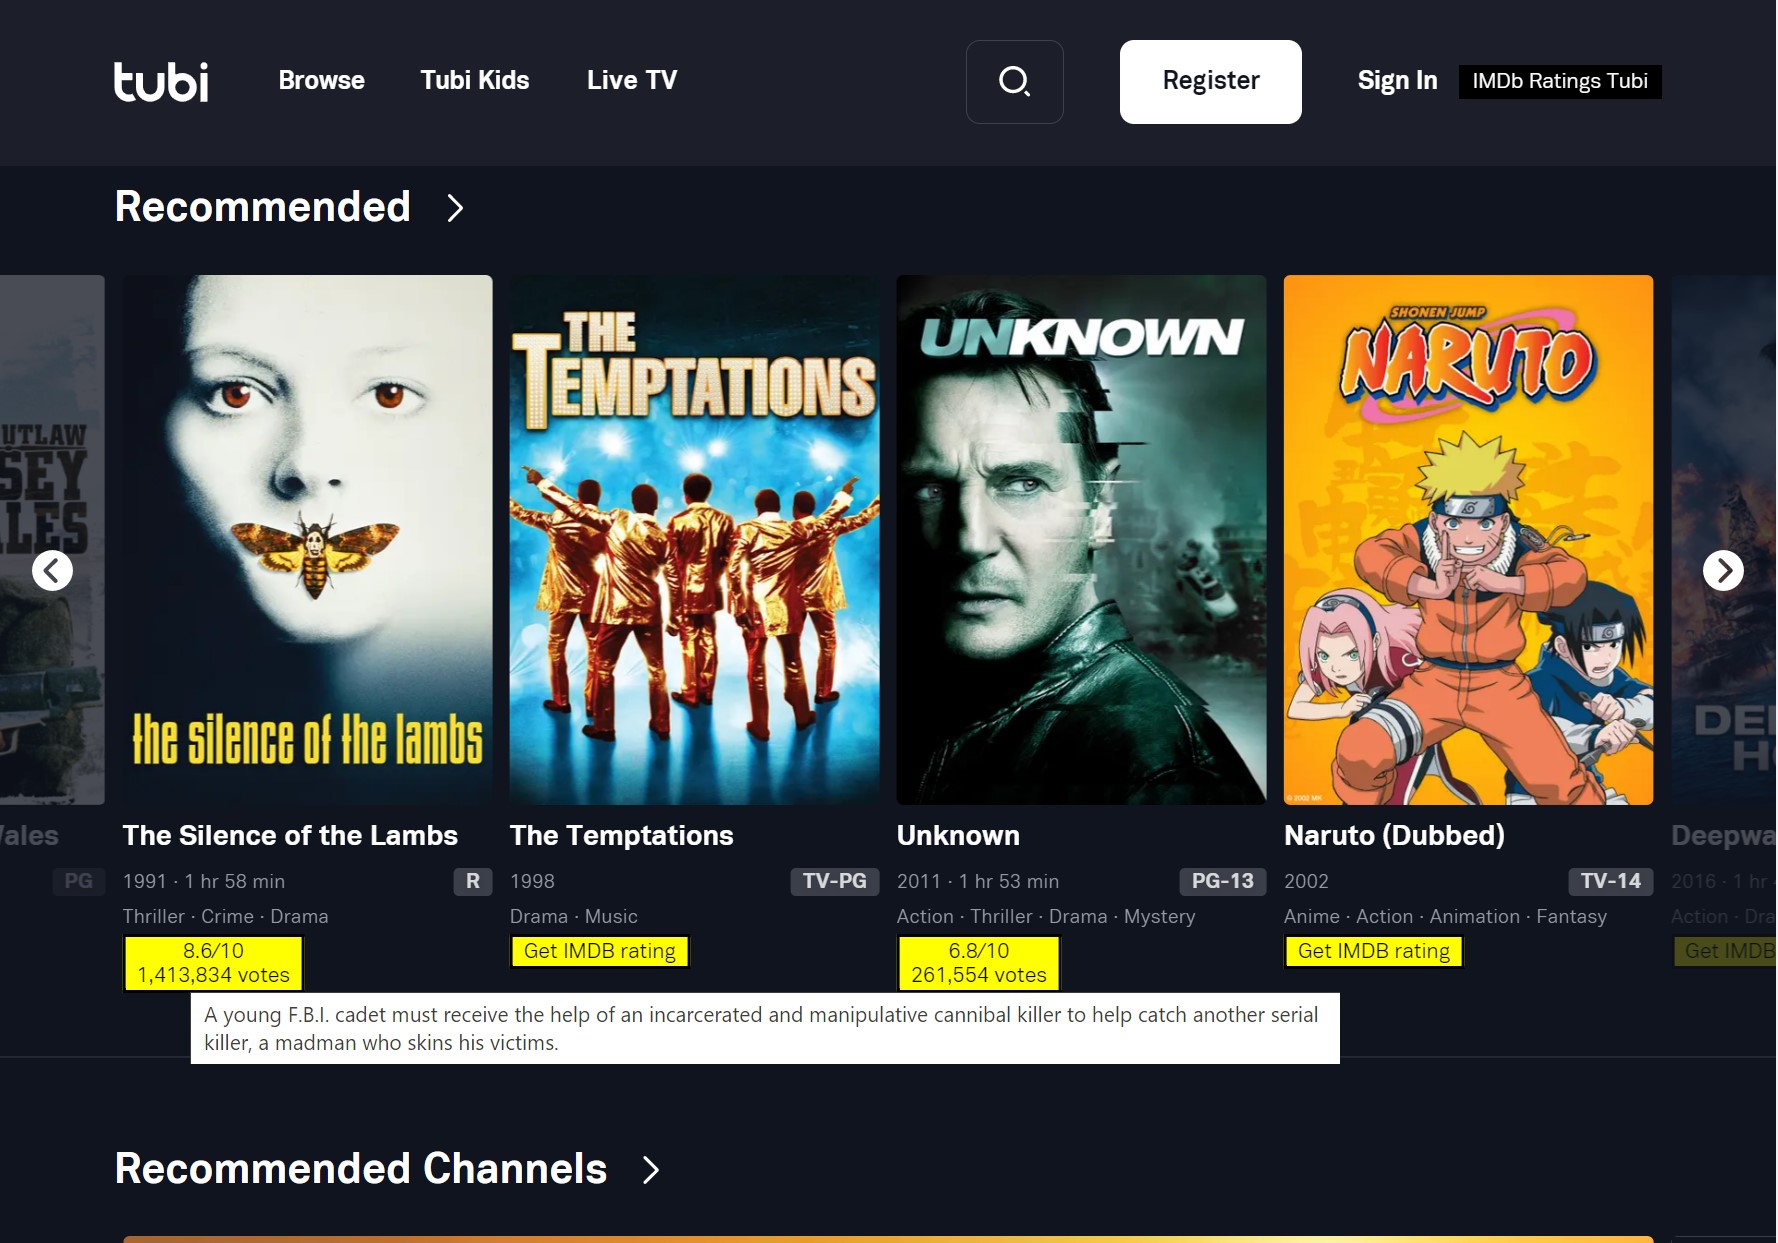 tubi
Browse
Tubi Kids
Live TV
Register
Sign In
IMDb Ratings Tubi
Recommended
UTLAW
SEY
ALES
the silence of the lambs
THE
TEMPTATIONS
UNKNOWN
SHONEN JUMP
NARUTO
© 2002 MK
DEE
HO
Wales
PG
The Silence of the Lambs
1991 · 1 hr 58 min
R
Thriller · Crime · Drama
8.6/10
1,413,834 votes
The Temptations
1998
TV-PG
Drama · Music
Get IMDB rating
Unknown
2011 · 1 hr 53 min
PG-13
Action · Thriller · Drama · Mystery
6.8/10
261,554 votes
Naruto (Dubbed)
2002
TV-14
Anime · Action · Animation · Fantasy
Get IMDB rating
Deepwa
2016 · 1 hr
Action · Dra
Get IMDB
A young F.B.I. cadet must receive the help of an incarcerated and manipulative cannibal killer to help catch another serial
killer, a madman who skins his victims.
Recommended Channels